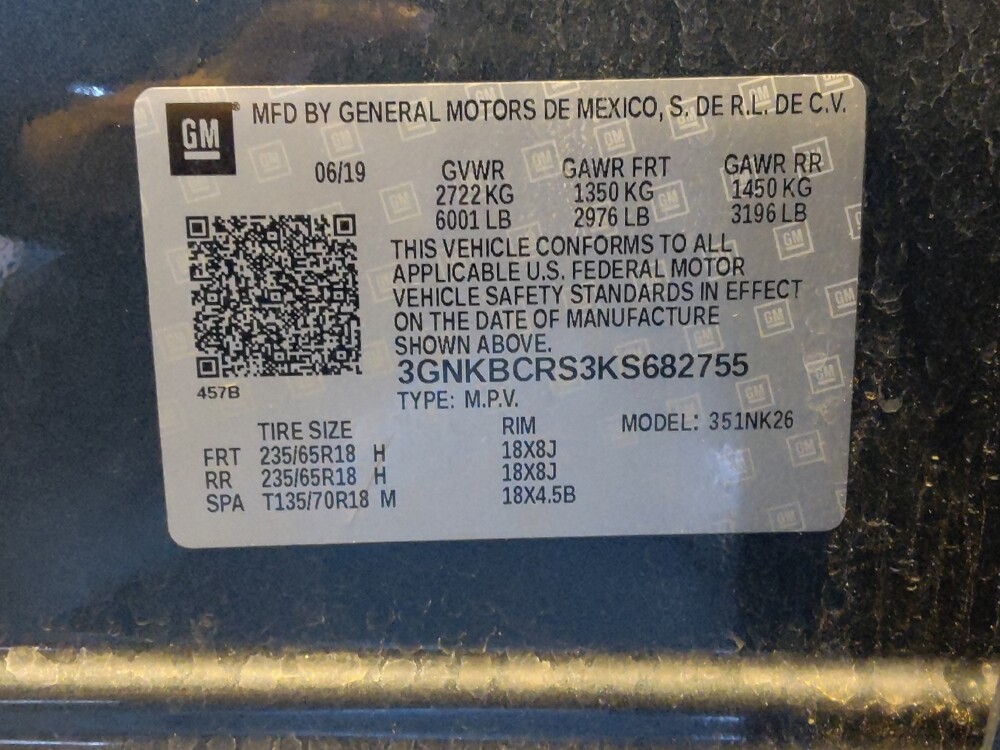 GM® MFD BY GENERAL MOTORS DE MEXICO, S. DE R.L. DE C.V.
06/19 GVWR GAWR FRT GAWR RR
2722 KG 1350 KG 1450 KG
6001 LB 2976 LB 3196 LB
THIS VEHICLE CONFORMS TO ALL
APPLICABLE U.S. FEDERAL MOTOR
VEHICLE SAFETY STANDARDS IN EFFECT
ON THE DATE OF MANUFACTURE
SHOWN ABOVE.
3GNKBCRS3KS682755
457B
TYPE: M.P.V.
TIRE SIZE RIM MODEL: 351NK26
FRT 235/65R18 H 18X8J
RR 235/65R18 H 18X8J
SPA T135/70R18 M 18X4.5B